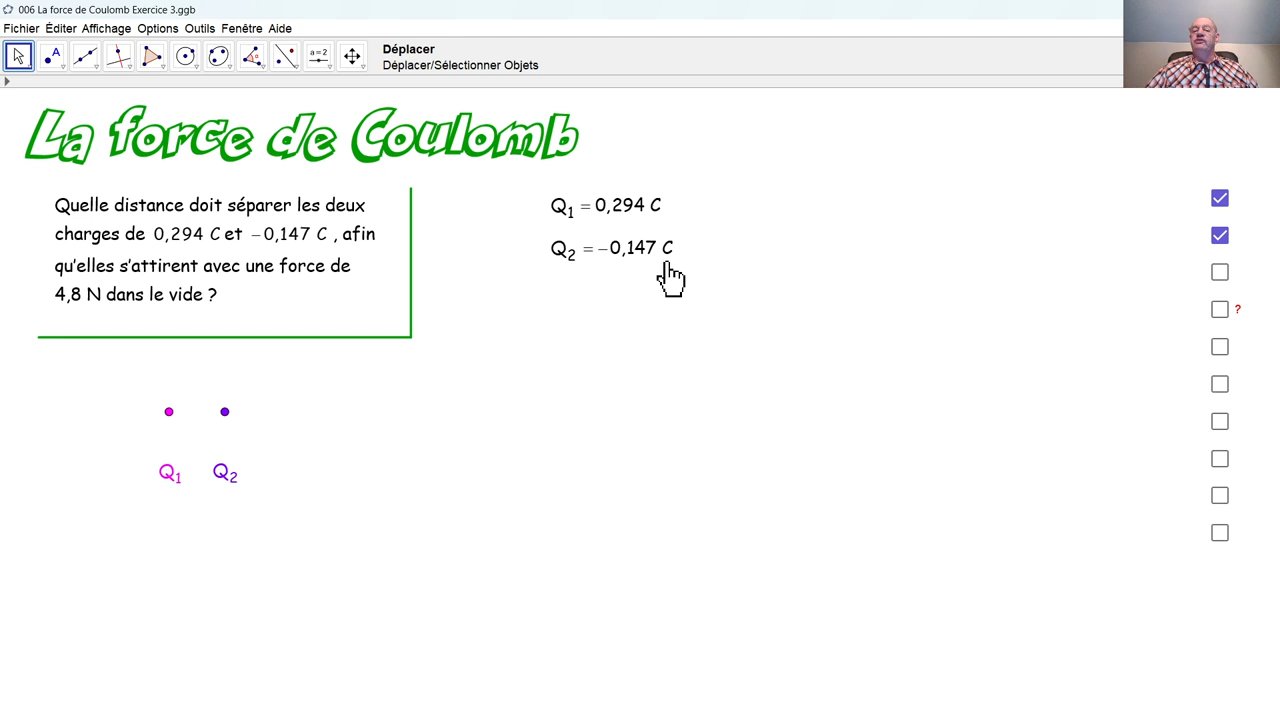 006 La force de Coulomb Exercice 3.ggb
Fichier Éditer Affichage Options Outils Fenêtre Aide
A
a=2
Déplacer
Déplacer/Sélectionner Objets
La force de Coulomb
Quelle distance doit séparer les deux
charges de 0,294 C et −0,147 C , afin
qu’elles s’attirent avec une force de
4,8 N dans le vide ?
Q1 = 0,294 C
Q2 = −0,147 C
?
Q1 Q2